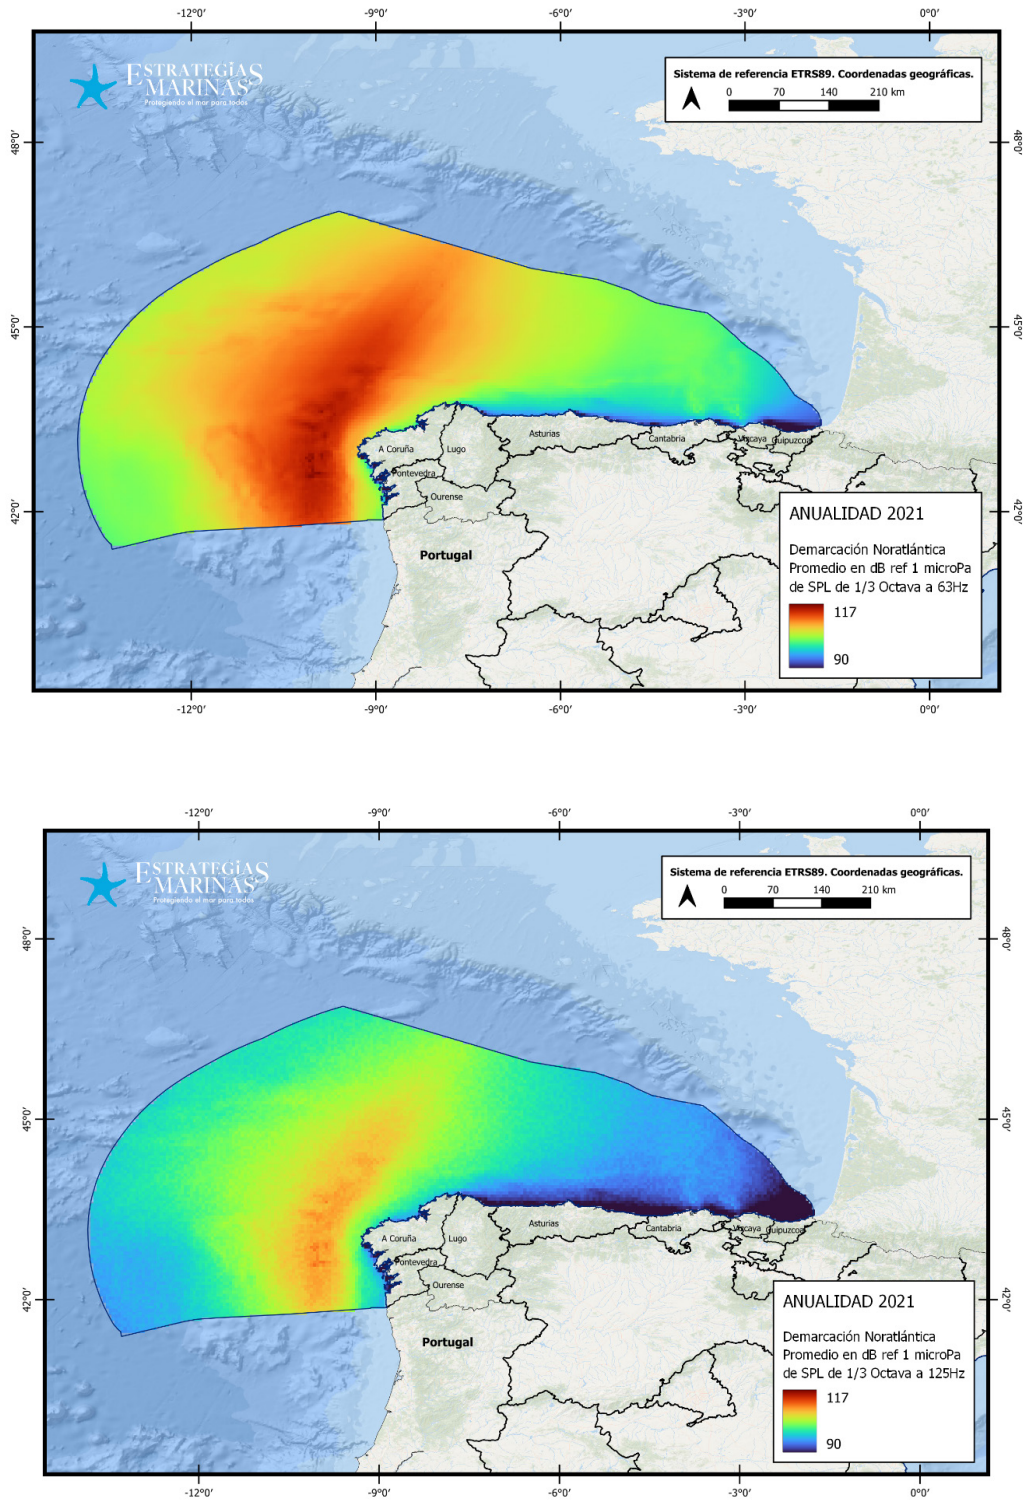 -12°0'
-9°0'
-6°0'
-3°0'
0°0'
ESTRATEGIAS
MARINAS
Protegiendo el mar para todos
Sistema de referencia ETRS89. Coordenadas geográficas.
0 70 140 210 km
48°0'
48°0'
45°0'
45°0'
42°0'
42°0'
A Coruña
Lugo
Asturias
Cantabria
Vizcaya
Guipuzcoa
Pontevedra
Ourense
Portugal
ANUALIDAD 2021
Demarcación Noratlántica
Promedio en dB ref 1 microPa
de SPL de 1/3 Octava a 63Hz
117
90
-12°0'
-9°0'
-6°0'
-3°0'
0°0'
-12°0'
-9°0'
-6°0'
-3°0'
0°0'
ESTRATEGIAS
MARINAS
Protegiendo el mar para todos
Sistema de referencia ETRS89. Coordenadas geográficas.
0 70 140 210 km
48°0'
48°0'
45°0'
45°0'
42°0'
42°0'
A Coruña
Lugo
Asturias
Cantabria
Vizcaya
Guipuzcoa
Pontevedra
Ourense
Portugal
ANUALIDAD 2021
Demarcación Noratlántica
Promedio en dB ref 1 microPa
de SPL de 1/3 Octava a 125Hz
117
90
-12°0'
-9°0'
-6°0'
-3°0'
0°0'